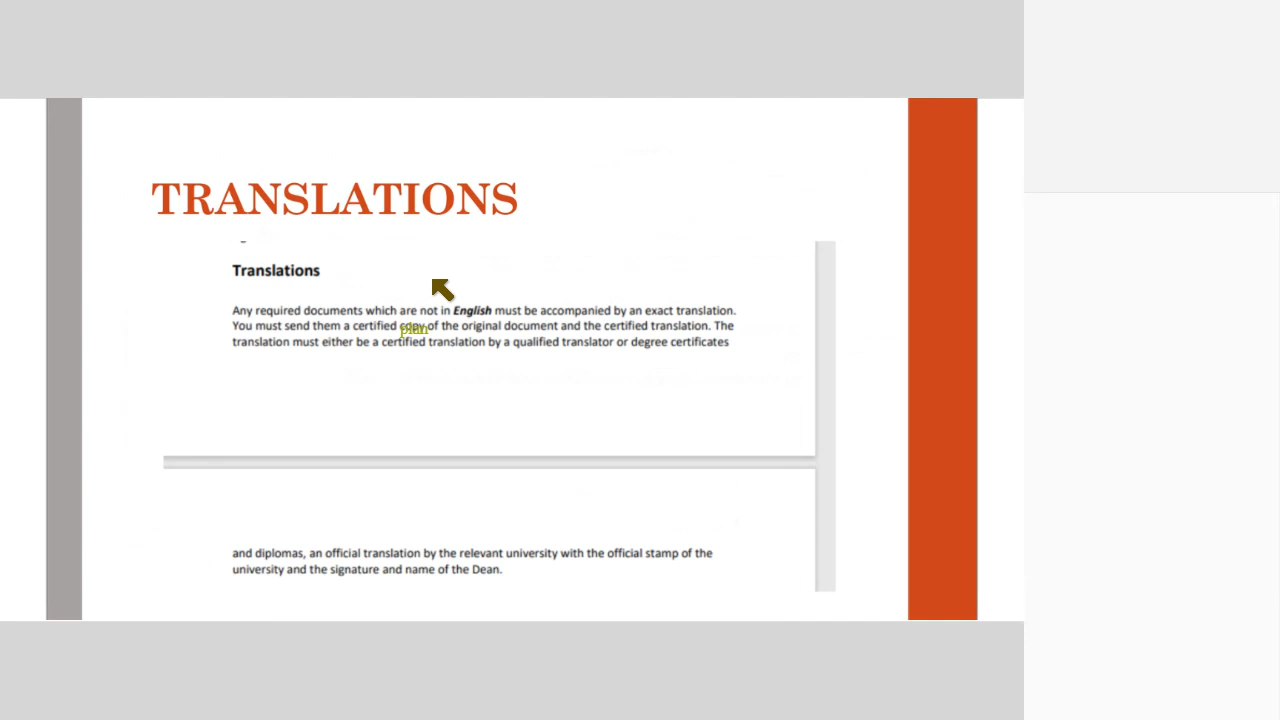 TRANSLATIONS
Translations
Any required documents which are not in English must be accompanied by an exact translation.
You must send them a certified copy of the original document and the certified translation. The
plan
translation must either be a certified translation by a qualified translator or degree certificates
and diplomas, an official translation by the relevant university with the official stamp of the
university and the signature and name of the Dean.